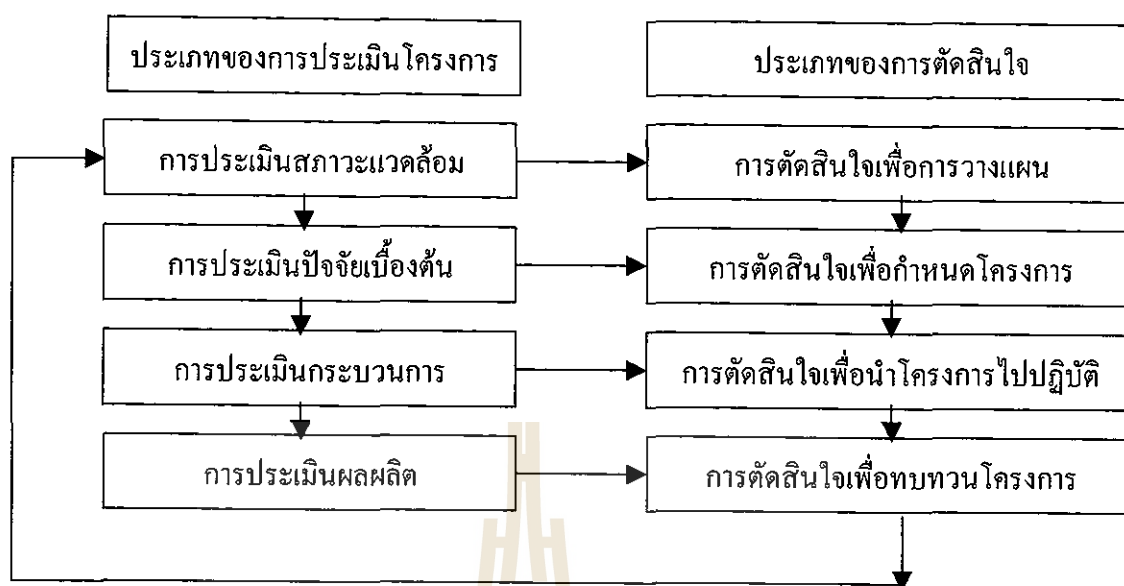 ประเภทของการประเมินโครงการ
ประเภทของการตัดสินใจ
การประเมินสภาวะแวดล้อม
การตัดสินใจเพื่อการวางแผน
การประเมินปัจจัยเบื้องต้น
การตัดสินใจเพื่อกำหนดโครงการ
การประเมินกระบวนการ
การตัดสินใจเพื่อนำโครงการไปปฏิบัติ
การประเมินผลผลิต
การตัดสินใจเพื่อทบทวนโครงการ